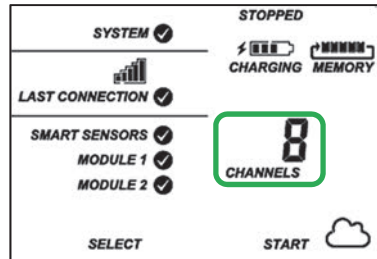 STOPPED
SYSTEM
CHARGING MEMORY
LAST CONNECTION
SMART SENSORS
8
MODULE 1
CHANNELS
MODULE 2
SELECT
START